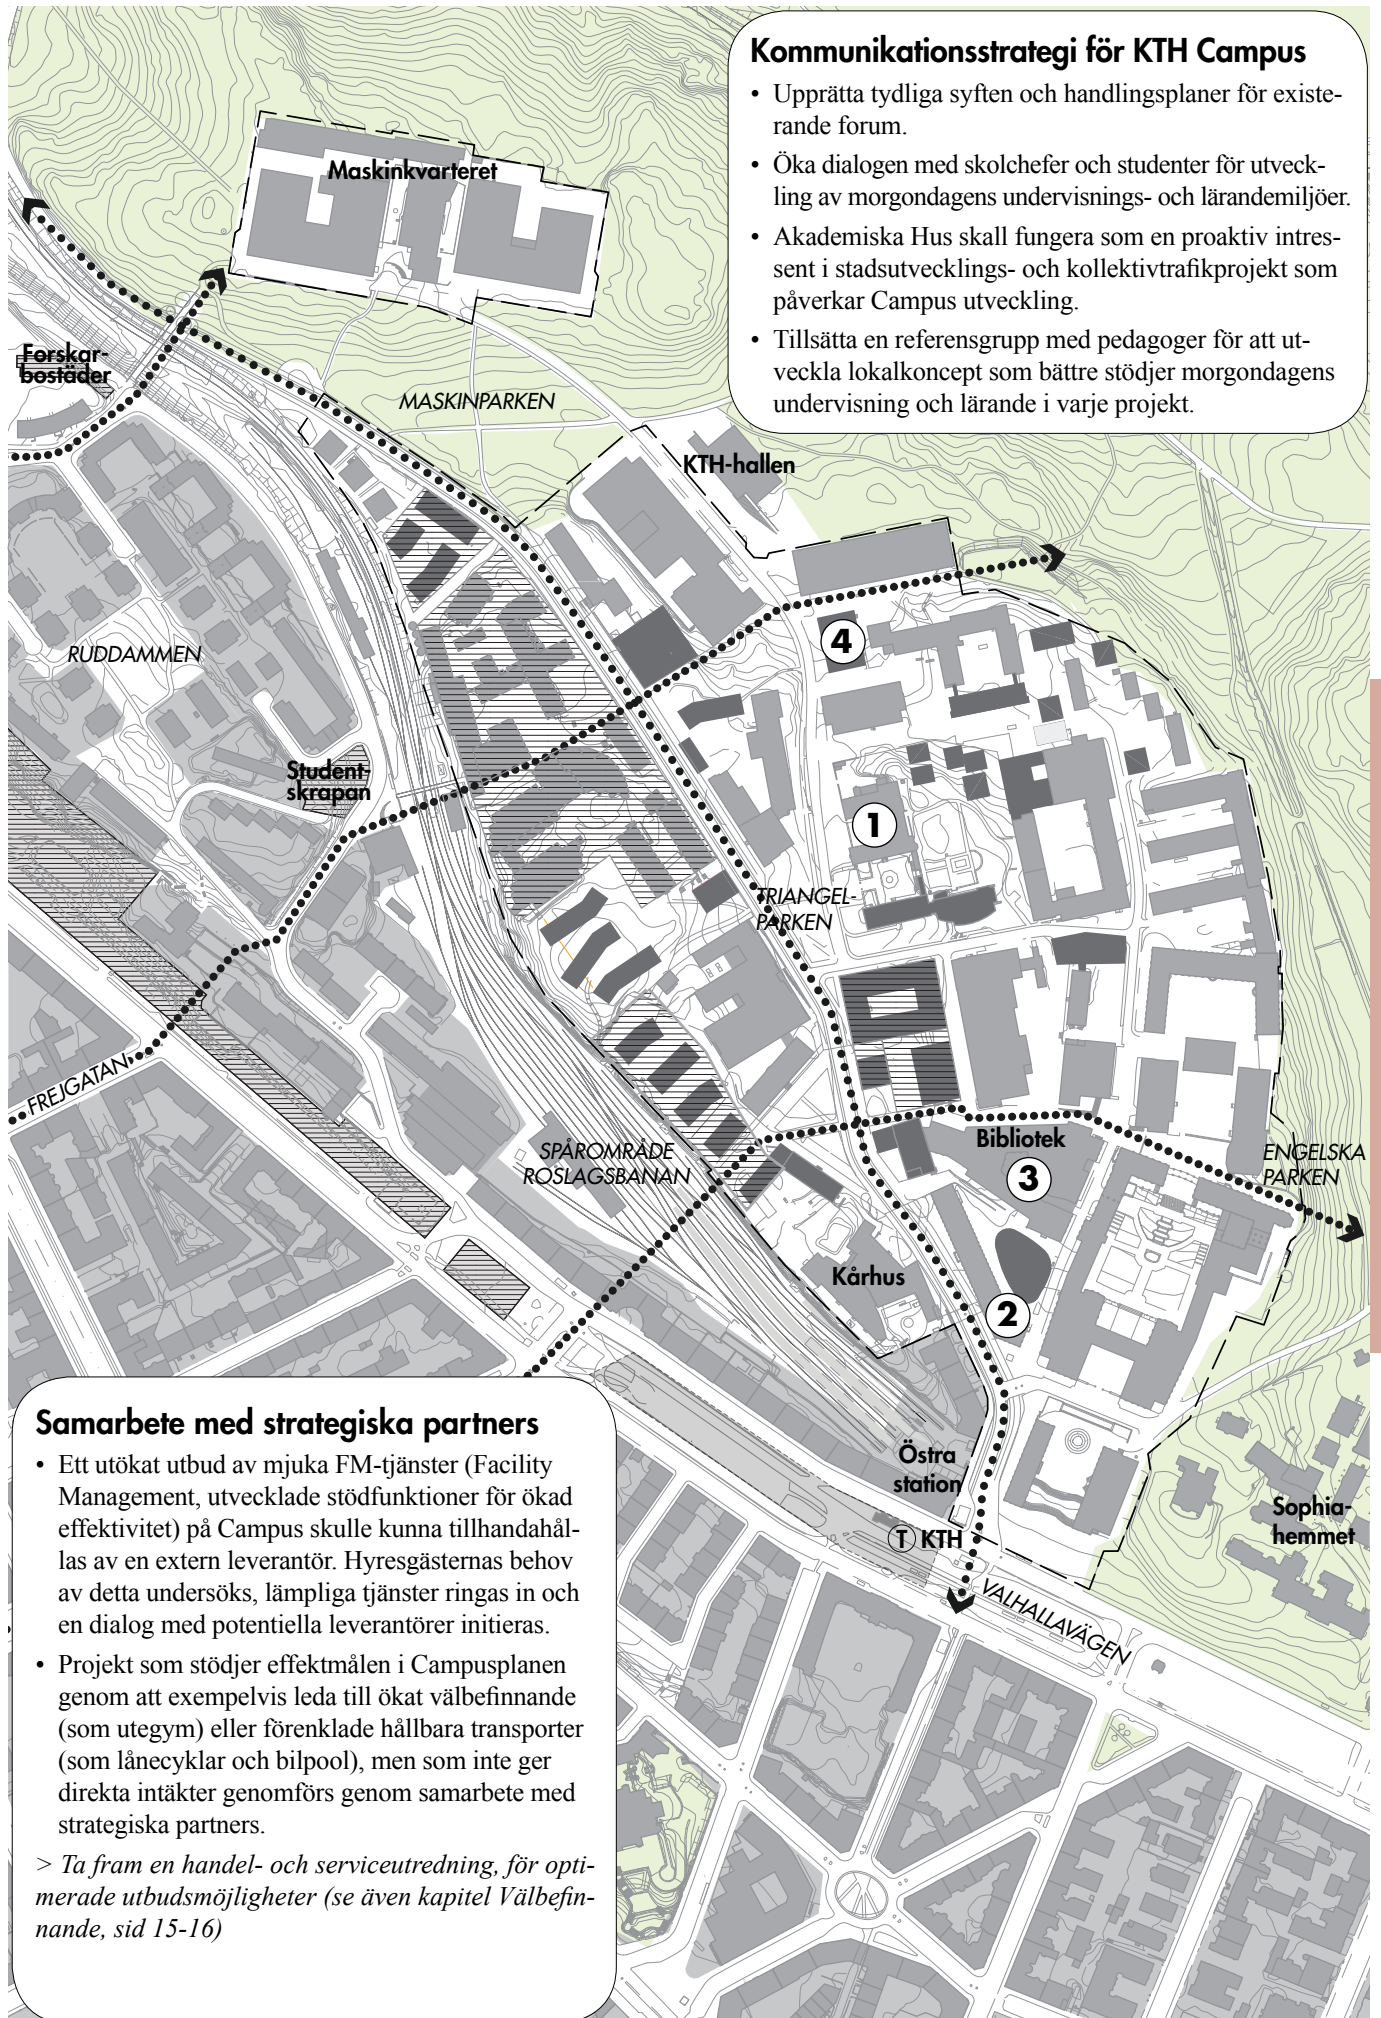 Kommunikationsstrategi för KTH Campus
• Upprätta tydliga syften och handlingsplaner för existe-
rande forum.
• Öka dialogen med skolchefer och studenter för utveck-
ling av morgondagens undervisnings- och lärandemiljöer.
• Akademiska Hus skall fungera som en proaktiv intres-
sent i stadsutvecklings- och kollektivtrafikprojekt som
påverkar Campus utveckling.
• Tillsätta en referensgrupp med pedagoger för att ut-
veckla lokalkoncept som bättre stödjer morgondagens
undervisning och lärande i varje projekt.
Maskinkvarteret
Forskar-
bostäder
MASKINPARKEN
KTH-hallen
RUDDAMMEN
4
Student-
skrapan
1
TRIANGEL-
PARKEN
FREJGATAN
SPÅROMRÅDE
ROSLAGSBANAN
Bibliotek
3
ENGELSKA
PARKEN
Kårhus
2
Östra
station
T KTH
Sophia-
hemmet
VALHALLAVÄGEN
Samarbete med strategiska partners
• Ett utökat utbud av mjuka FM-tjänster (Facility
Management, utvecklade stödfunktioner för ökad
effektivitet) på Campus skulle kunna tillhandahål-
las av en extern leverantör. Hyresgästernas behov
av detta undersöks, lämpliga tjänster ringas in och
en dialog med potentiella leverantörer initieras.
• Projekt som stödjer effektmålen i Campusplanen
genom att exempelvis leda till ökat välbefinnande
(som utegym) eller förenklade hållbara transporter
(som lånecyklar och bilpool), men som inte ger
direkta intäkter genomförs genom samarbete med
strategiska partners.
> Ta fram en handel- och serviceutredning, för opti-
merade utbudsmöjligheter (se även kapitel Välbefin-
nande, sid 15-16)